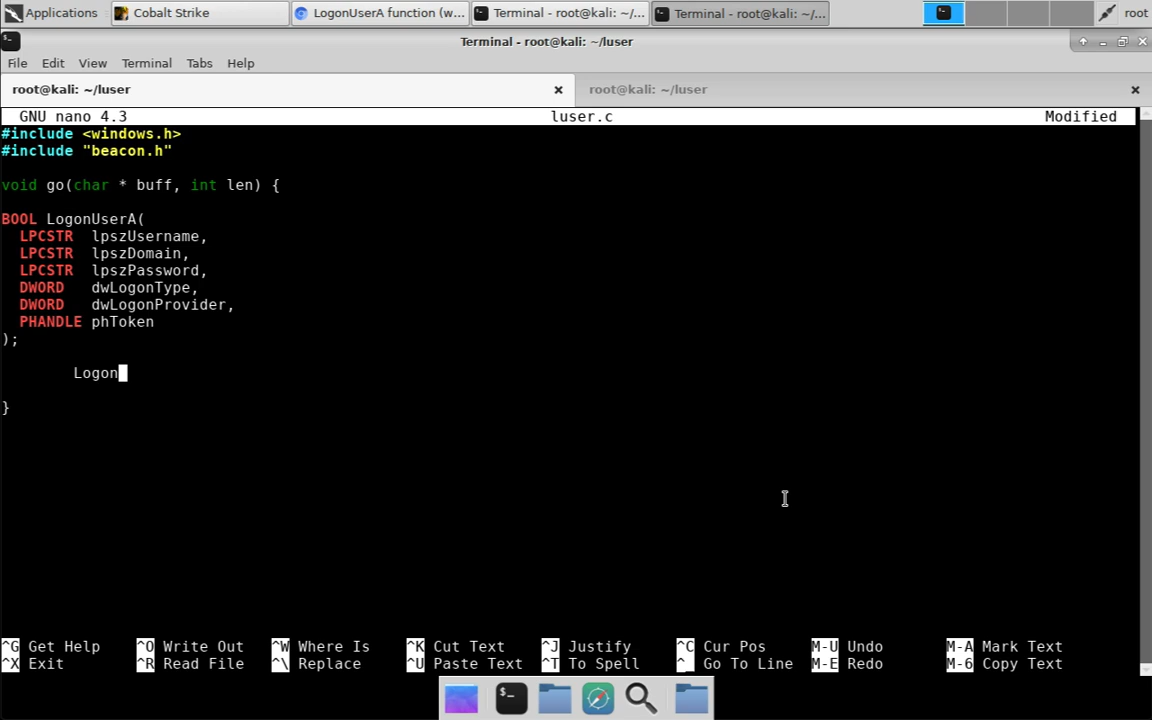 Applications
Cobalt Strike
LogonUserA function (w...
Terminal - root@kali: ~/...
Terminal - root@kali: ~/...
root
Terminal - root@kali: ~/luser
File Edit View Terminal Tabs Help
root@kali: ~/luser
root@kali: ~/luser
GNU nano 4.3 luser.c Modified
#include <windows.h>
#include "beacon.h"
void go(char * buff, int len) {
BOOL LogonUserA(
LPCSTR lpszUsername,
LPCSTR lpszDomain,
LPCSTR lpszPassword,
DWORD dwLogonType,
DWORD dwLogonProvider,
PHANDLE phToken
);
Logon
}
^G Get Help ^O Write Out ^W Where Is ^K Cut Text ^J Justify ^C Cur Pos M-U Undo M-A Mark Text
^X Exit ^R Read File ^\ Replace ^U Paste Text ^T To Spell ^_ Go To Line M-E Redo M-6 Copy Text